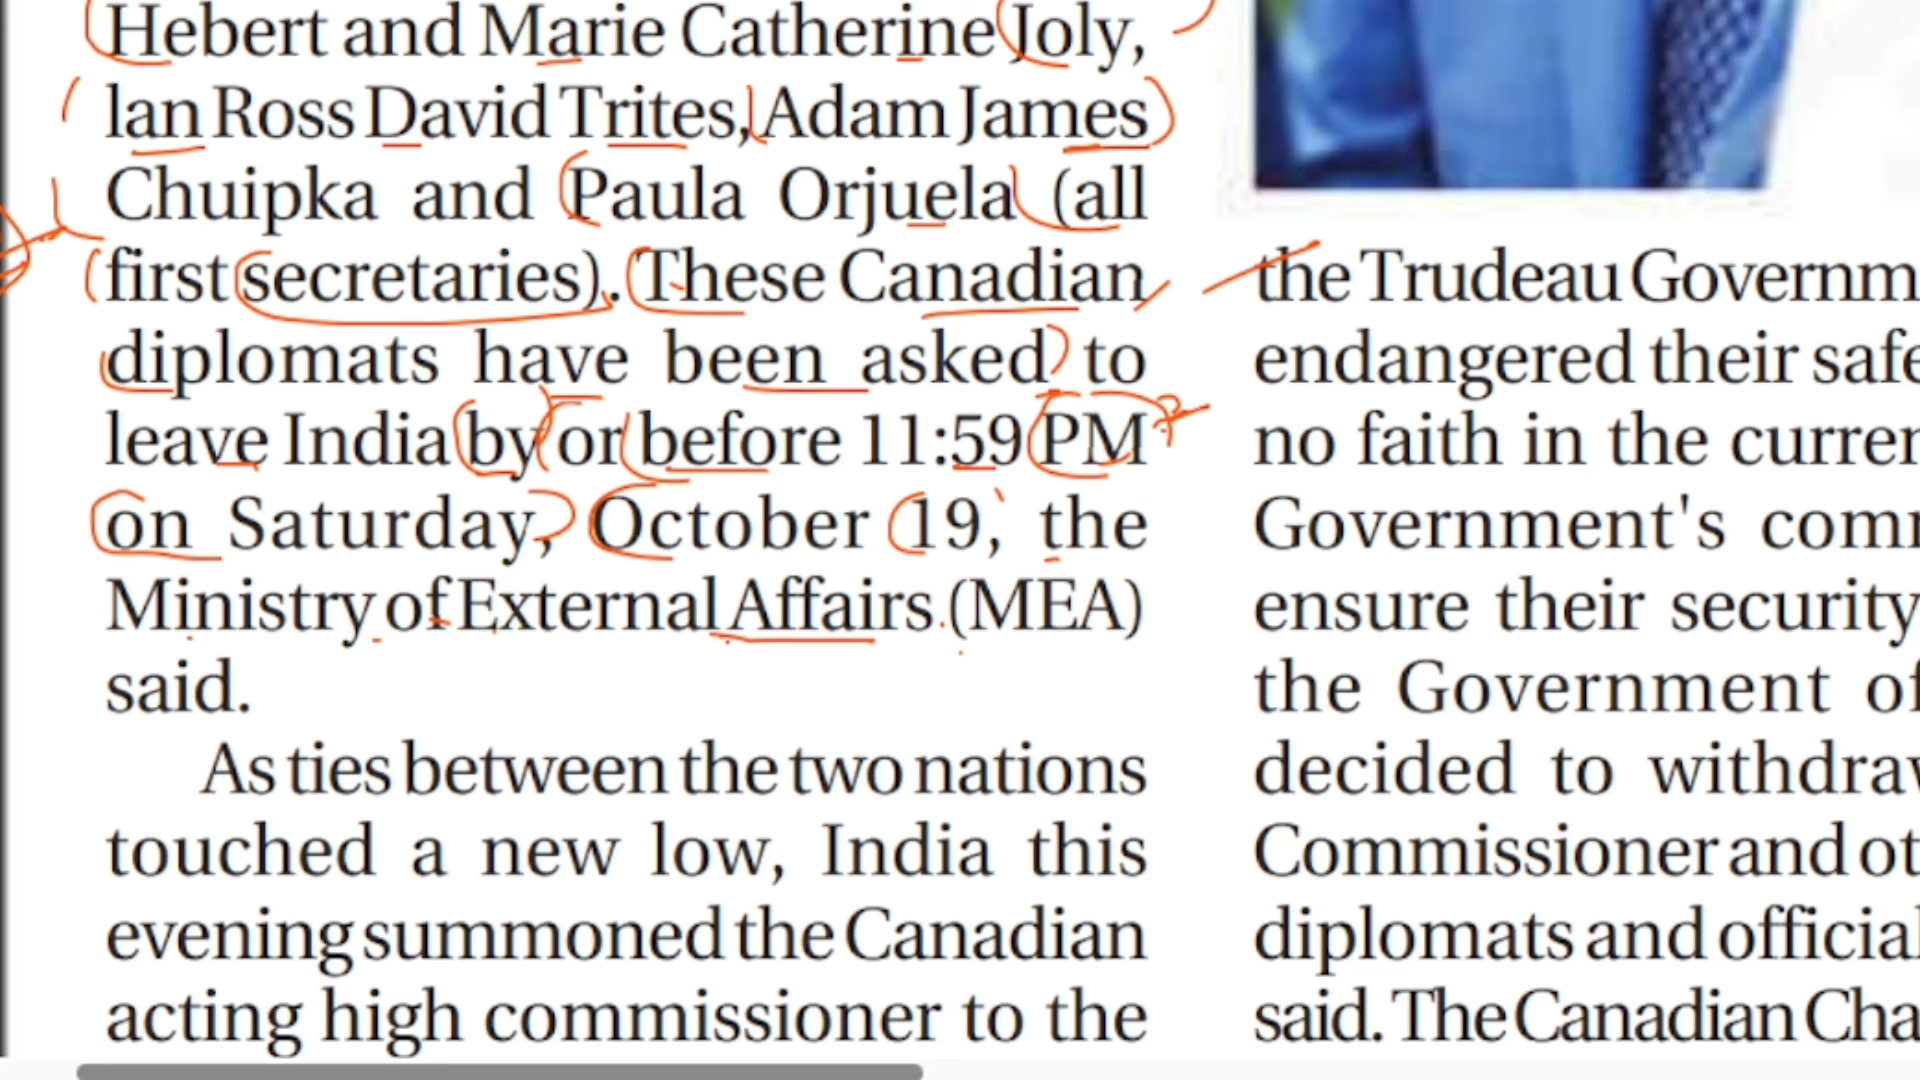 Hebert and Marie Catherine Joly,
Ian Ross David Trites, Adam James
Chuipka and Paula Orjuela (all
first secretaries). These Canadian
diplomats have been asked to
leave India by or before 11:59 PM
on Saturday, October 19, the
Ministry of External Affairs (MEA)
said.
As ties between the two nations
touched a new low, India this
evening summoned the Canadian
acting high commissioner to the
the Trudeau Governm
endangered their safe
no faith in the curren
Government's comm
ensure their security
the Government of
decided to withdraw
Commissioner and ot
diplomats and official
said. The Canadian Cha